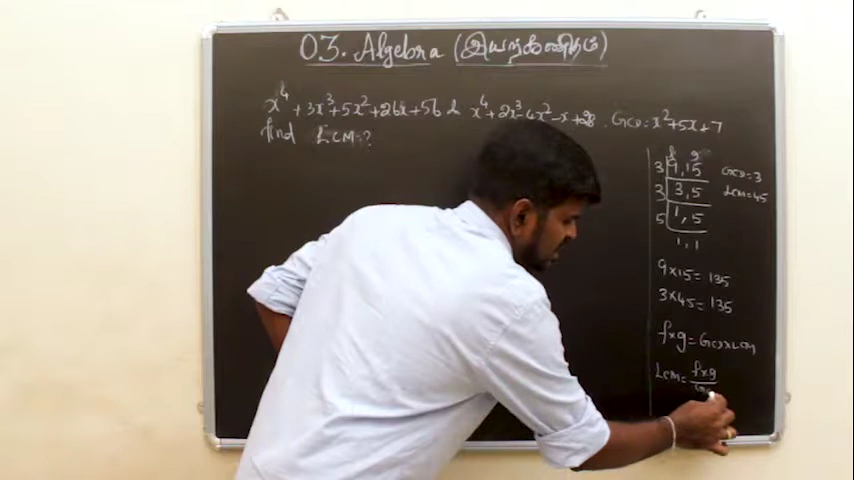 03. Algebra (இயற்கணிதம்)
x⁴ + 3x³ + 5x² + 26x + 56 & x⁴ + 2x³ - 4x² - x + 28 . GCD = x² + 5x + 7
find LCM = ?
f g
3 | 9, 15 GCD = 3
3 | 3, 5 LCM = 45
5 | 1, 5
1, 1
9 x 15 = 135
3 x 45 = 135
f x g = GCD x LCM
LCM = f x g